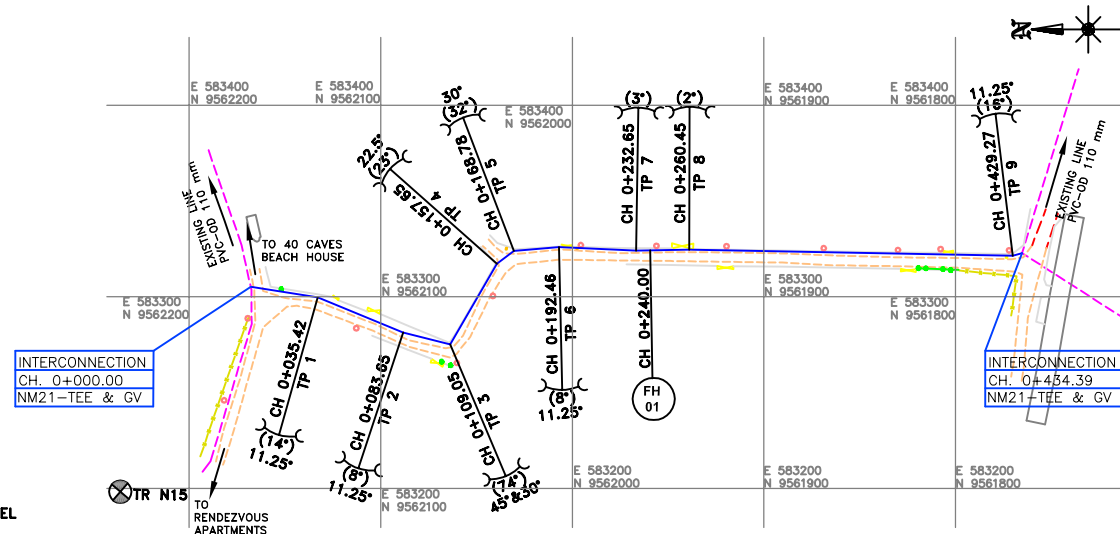 N
E 583400
N 9562200
E 583400
N 9562100
E 583400
N 9562000
E 583400
N 9561900
E 583400
N 9561800
30°
(32°)
CH 0+168.78
TP 5
22.5°
(23°)
CH 0+157.65
TP 4
(3°)
CH 0+232.65
TP 7
(2°)
CH 0+260.45
TP 8
11.25°
(16°)
CH 0+429.27
TP 9
EXISTING LINE
PVC-OD 110 mm
EXISTING LINE
PVC-OD 110 mm
TO 40 CAVES
BEACH HOUSE
E 583300
N 9562200
E 583300
N 9562100
E 583300
N 9561900
E 583300
N 9561800
INTERCONNECTION
CH. 0+000.00
NM21-TEE & GV
INTERCONNECTION
CH. 0+434.39
NM21-TEE & GV
CH 0+035.42
TP 1
(14°)
11.25°
CH 0+083.65
TP 2
(8°)
11.25°
CH 0+109.05
TP 3
(74°)
45°&30°
CH 0+192.46
TP 6
(8°)
11.25°
CH 0+240.00
FH
01
TR N15
TO
RENDEZVOUS
APARTMENTS
EL
E 583200
N 9562100
E 583200
N 9562000
E 583200
N 9561900
E 583200
N 9561800